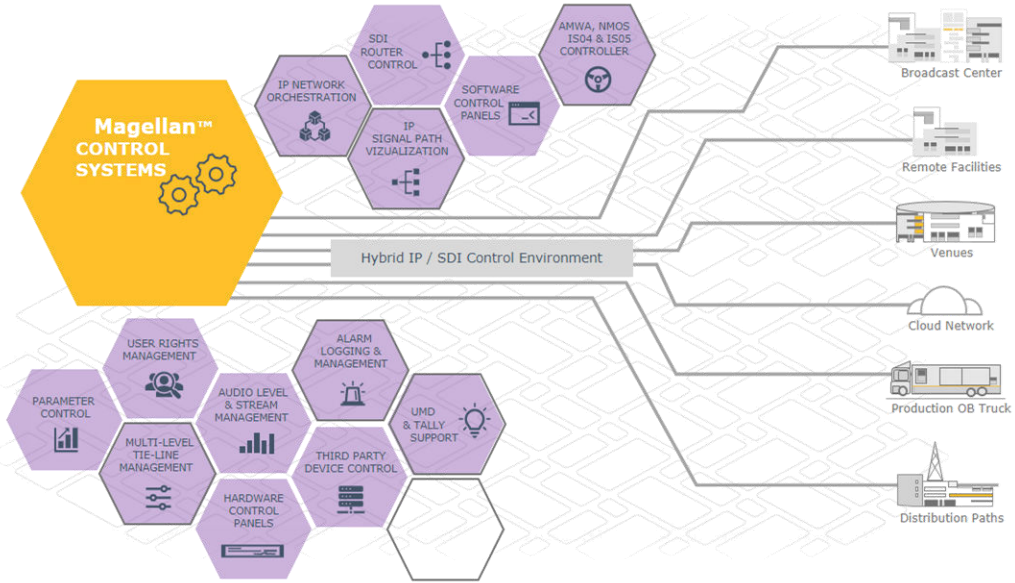 Magellan™
CONTROL
SYSTEMS
IP NETWORK
ORCHESTRATION
SDI
ROUTER
CONTROL
IP
SIGNAL PATH
VIZUALIZATION
SOFTWARE
CONTROL
PANELS
AMWA, NMOS
IS04 & IS05
CONTROLLER
Hybrid IP / SDI Control Environment
Broadcast Center
Remote Facilities
Venues
Cloud Network
Production OB Truck
Distribution Paths
PARAMETER
CONTROL
USER RIGHTS
MANAGEMENT
MULTI-LEVEL
TIE-LINE
MANAGEMENT
AUDIO LEVEL
& STREAM
MANAGEMENT
HARDWARE
CONTROL
PANELS
ALARM
LOGGING &
MANAGEMENT
THIRD PARTY
DEVICE CONTROL
UMD
& TALLY
SUPPORT